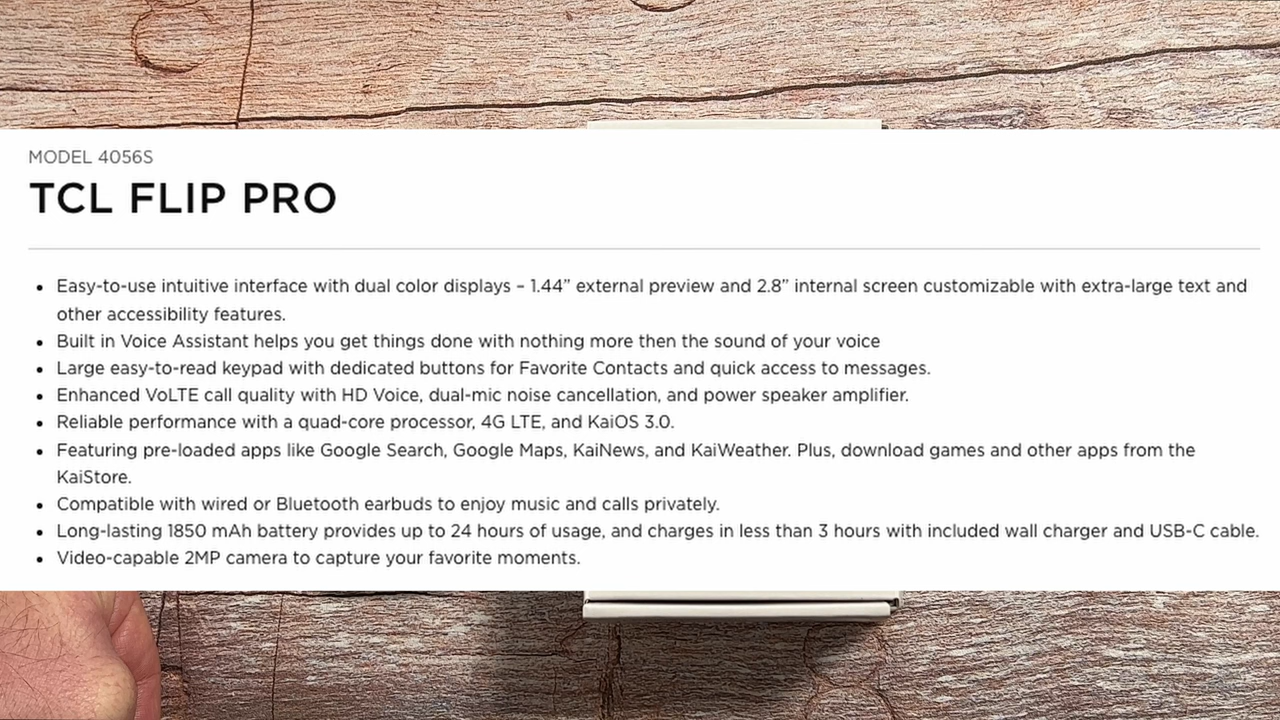 MODEL 4056S
TCL FLIP PRO
• Easy-to-use intuitive interface with dual color displays – 1.44” external preview and 2.8” internal screen customizable with extra-large text and
other accessibility features.
• Built in Voice Assistant helps you get things done with nothing more then the sound of your voice
• Large easy-to-read keypad with dedicated buttons for Favorite Contacts and quick access to messages.
• Enhanced VoLTE call quality with HD Voice, dual-mic noise cancellation, and power speaker amplifier.
• Reliable performance with a quad-core processor, 4G LTE, and KaiOS 3.0.
• Featuring pre-loaded apps like Google Search, Google Maps, KaiNews, and KaiWeather. Plus, download games and other apps from the
KaiStore.
• Compatible with wired or Bluetooth earbuds to enjoy music and calls privately.
• Long-lasting 1850 mAh battery provides up to 24 hours of usage, and charges in less than 3 hours with included wall charger and USB-C cable.
• Video-capable 2MP camera to capture your favorite moments.